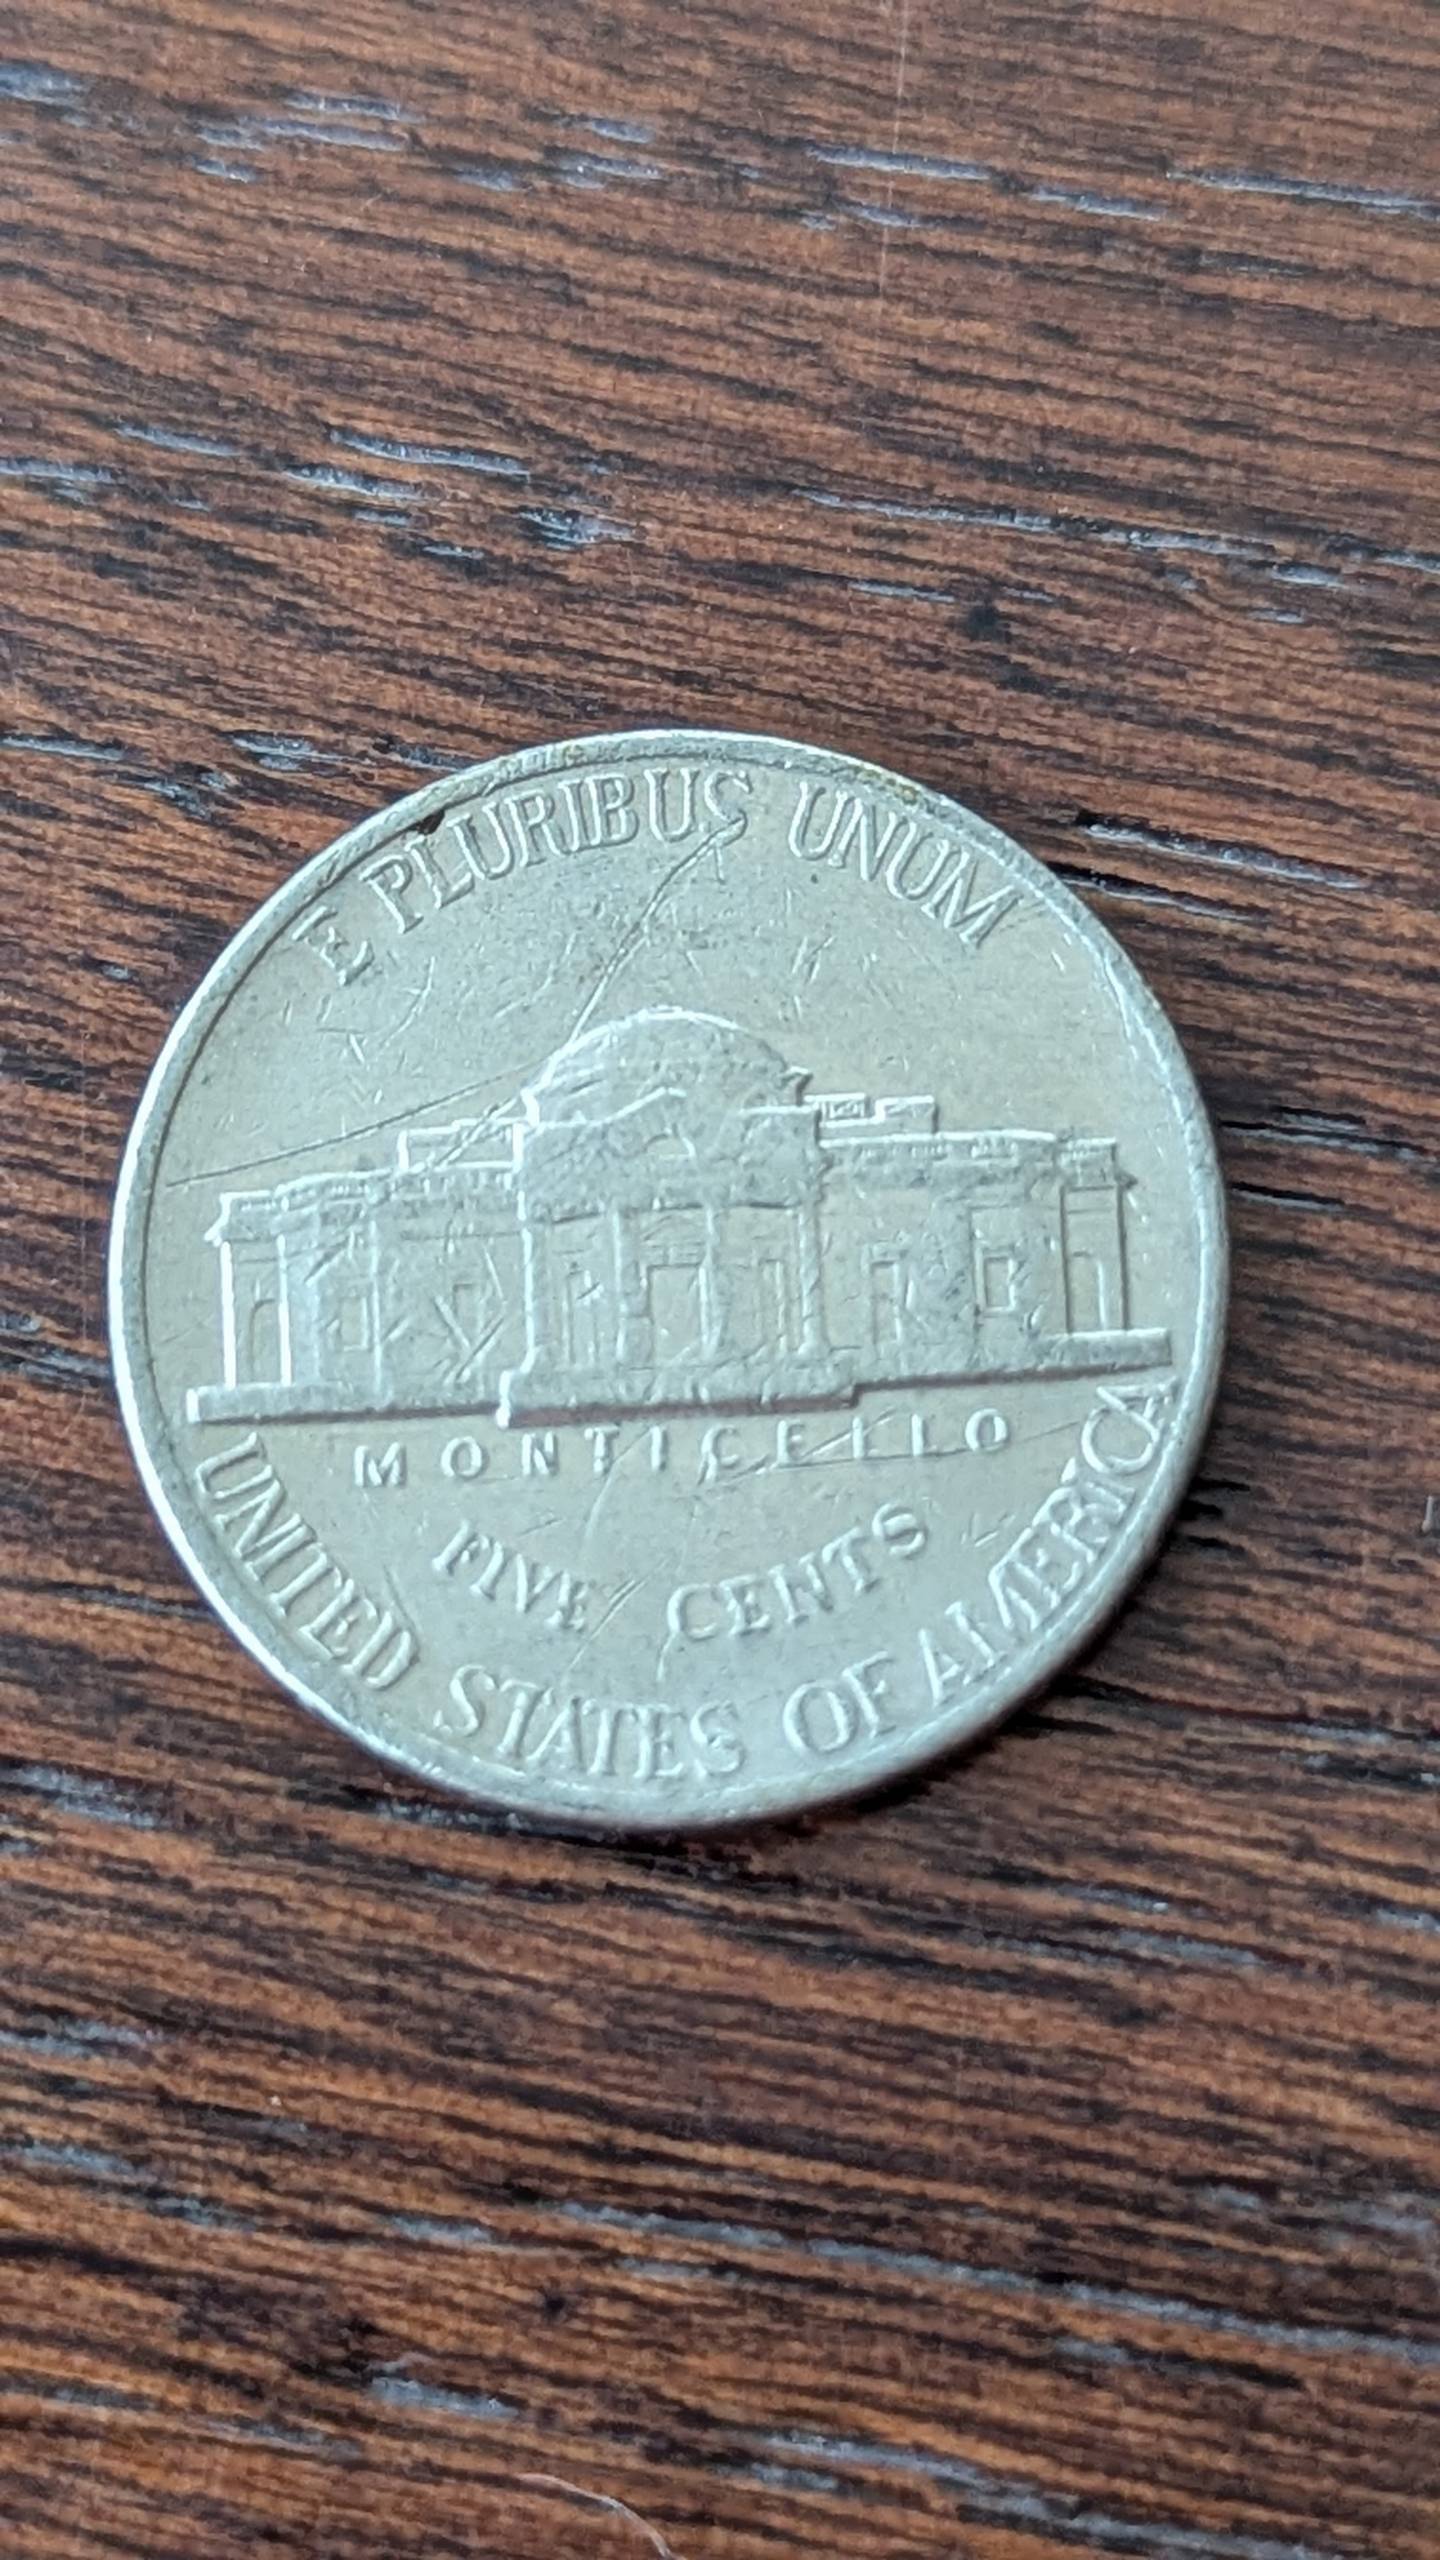 E PLURIBUS UNUM
MONTICELLO
FIVE CENTS
UNITED STATES OF AMERICA